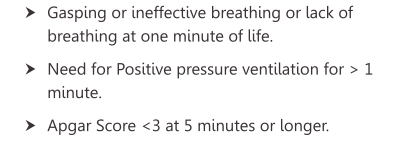 ➤ Gasping or ineffective breathing or lack of
breathing at one minute of life.
➤ Need for Positive pressure ventilation for > 1
minute.
➤ Apgar Score <3 at 5 minutes or longer.